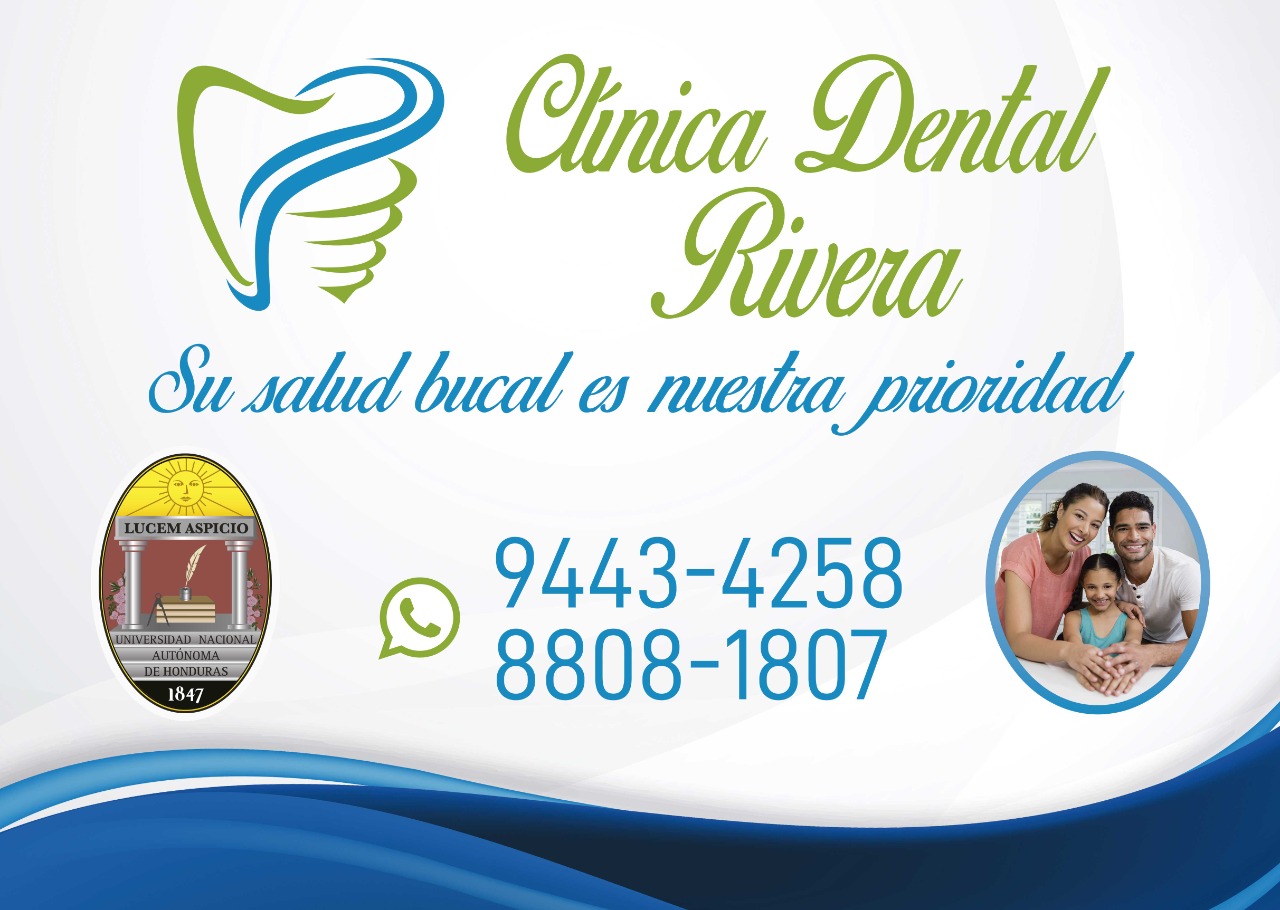 Clínica Dental
Rivera
Su salud bucal es nuestra prioridad
LUCEM ASPICIO
UNIVERSIDAD NACIONAL
AUTÓNOMA
DE HONDURAS
1847
9443-4258
8808-1807